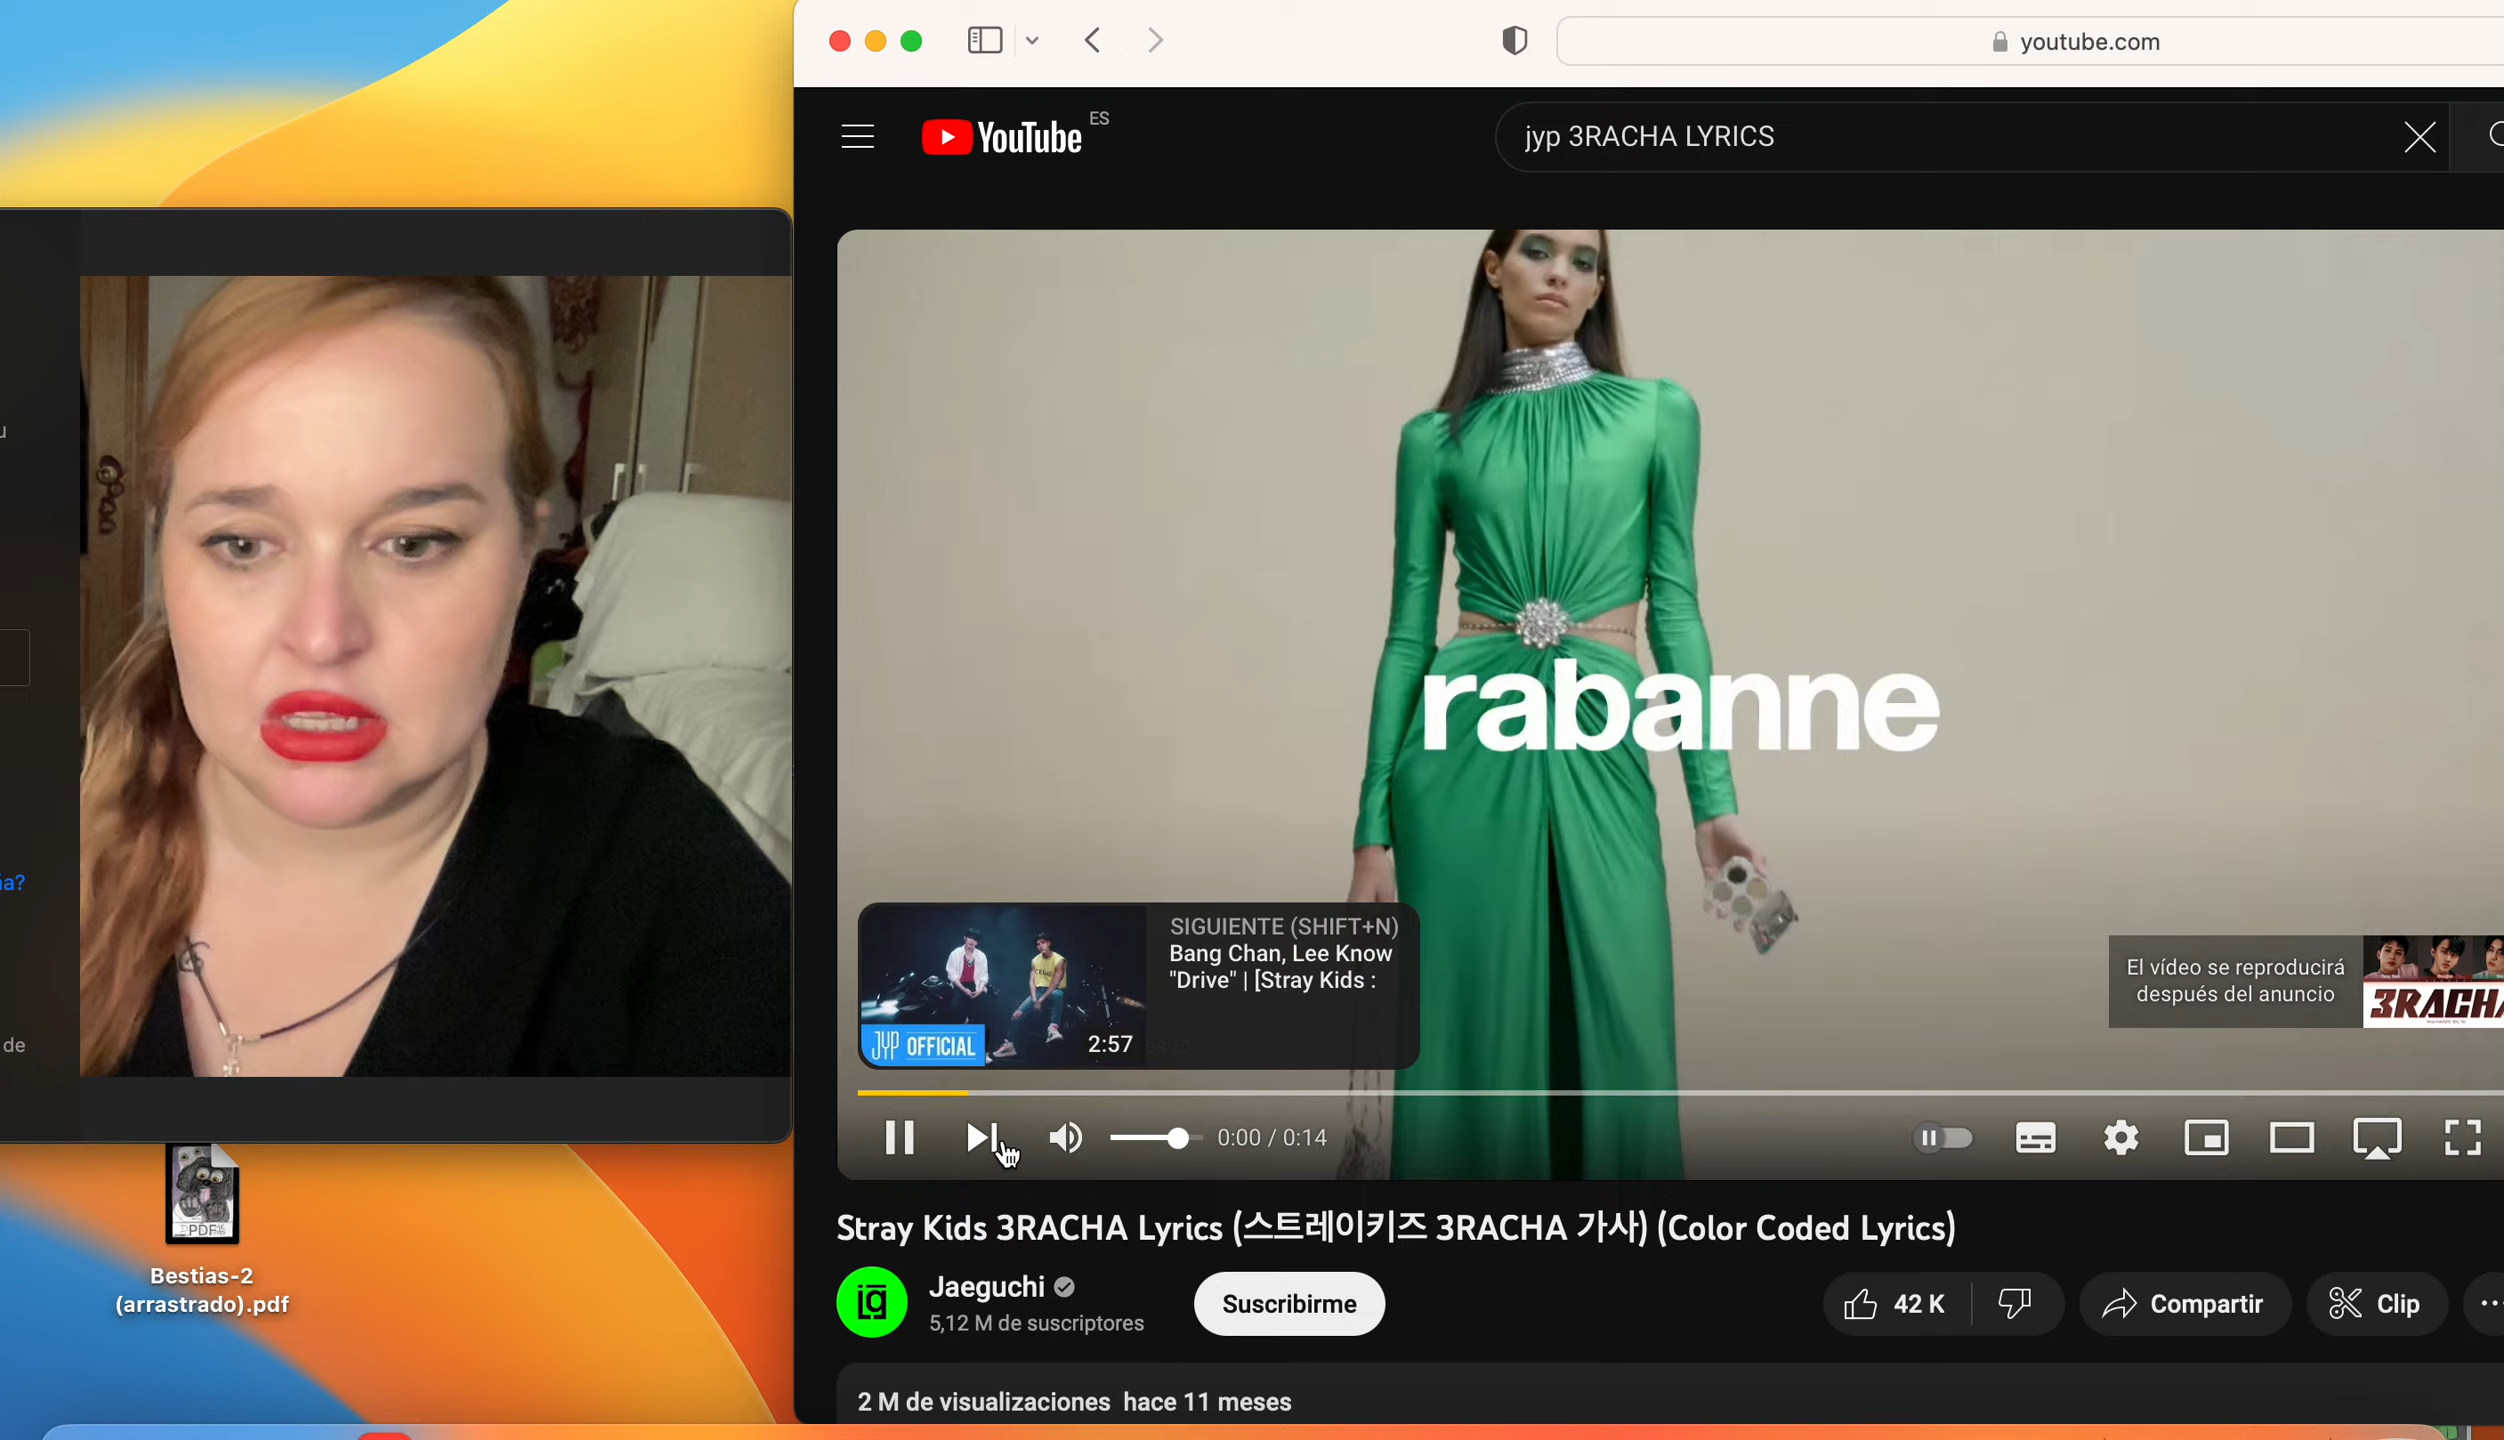 youtube.com
YouTube ES
jyp 3RACHA LYRICS
rabanne
SIGUIENTE (SHIFT+N)
Bang Chan, Lee Know
"Drive" | [Stray Kids :
JYP OFFICIAL
2:57
El vídeo se reproducirá
después del anuncio
3RACHA
0:00 / 0:14
Stray Kids 3RACHA Lyrics (스트레이키즈 3RACHA 가사) (Color Coded Lyrics)
Jaeguchi
5,12 M de suscriptores
Suscribirme
42 K
Compartir
Clip
2 M de visualizaciones hace 11 meses
de
PDF
Bestias-2
(arrastrado).pdf